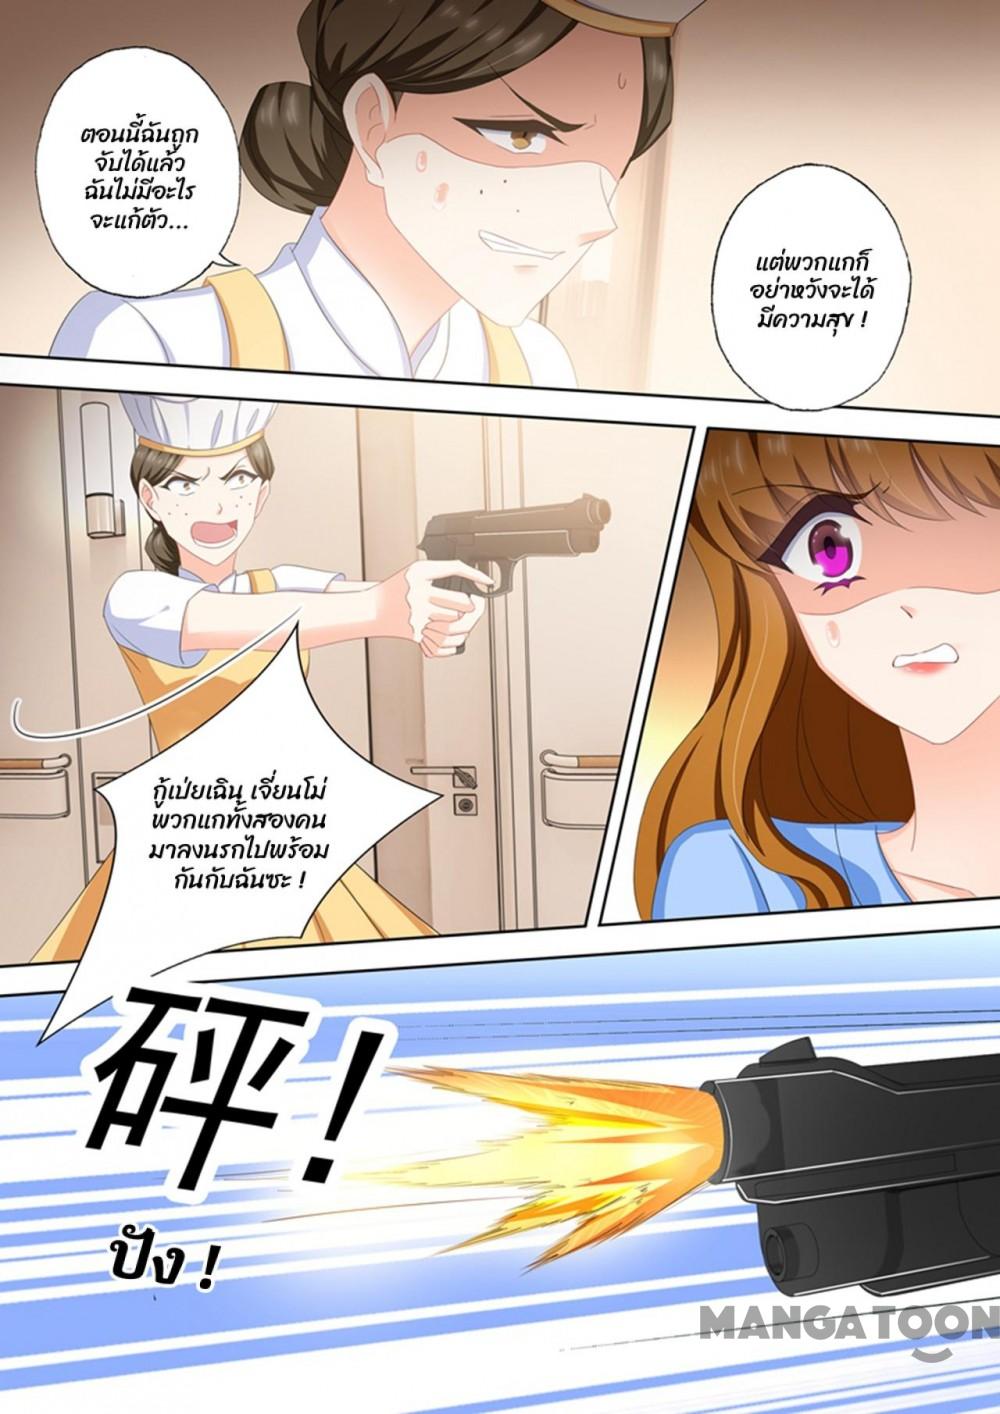 ตอนนี้ฉันถูก
จับได้แล้ว
ฉันไม่มีอะไร
จะแก้ตัว...
แต่พวกแกก็
อย่าหวังจะได้
มีความสุข !
กู้เป่ยเฉิน เจี่ยนโม่
พวกแกทั้งสองคน
มาลงนรกไปพร้อม
กันกับฉันซะ !
砰！
ปัง !
MANGATOON